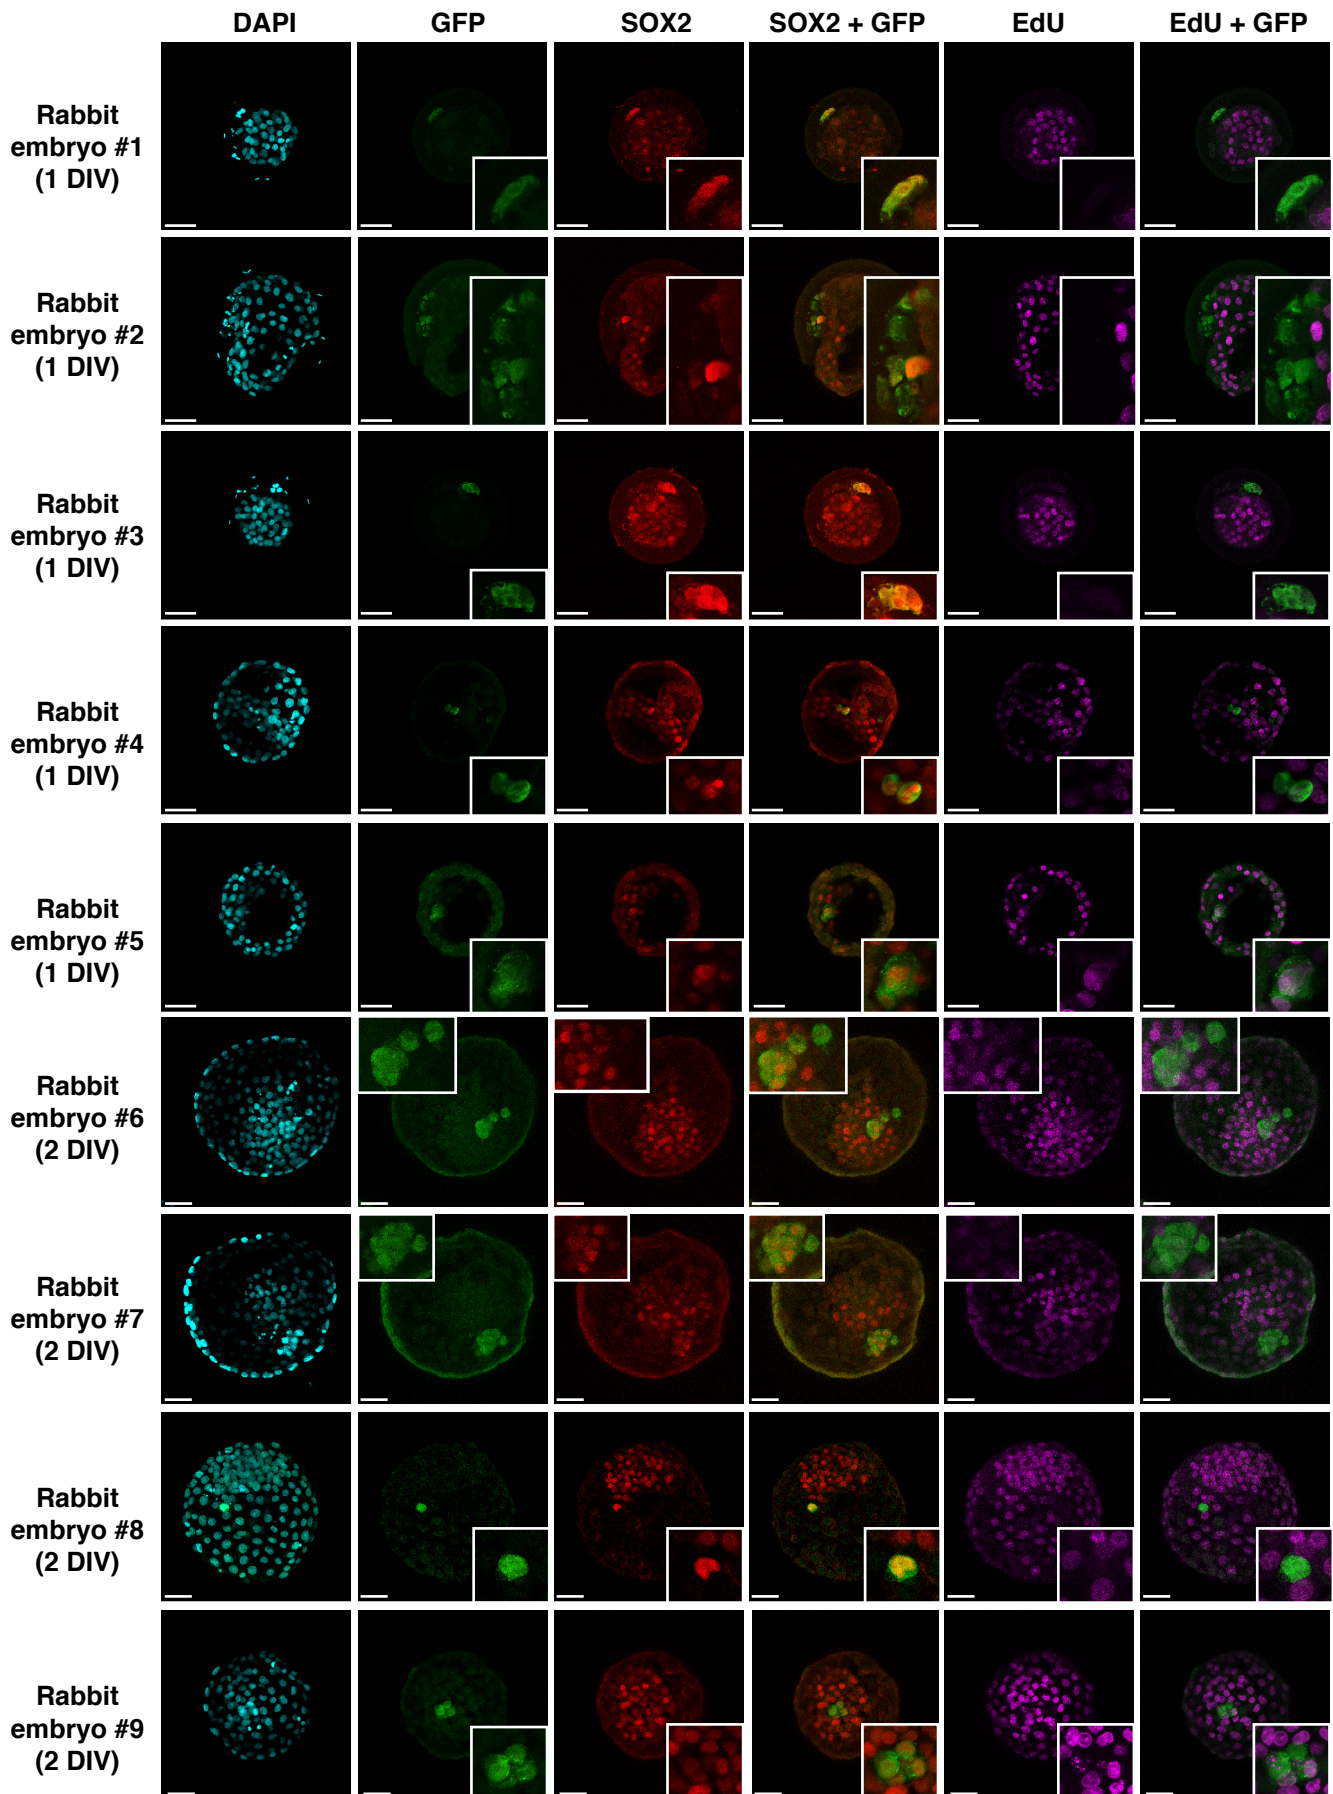 DAPI GFP SOX2 SOX2 + GFP EdU EdU + GFP
Rabbit
embryo #1
(1 DIV)
Rabbit
embryo #2
(1 DIV)
Rabbit
embryo #3
(1 DIV)
Rabbit
embryo #4
(1 DIV)
Rabbit
embryo #5
(1 DIV)
Rabbit
embryo #6
(2 DIV)
Rabbit
embryo #7
(2 DIV)
Rabbit
embryo #8
(2 DIV)
Rabbit
embryo #9
(2 DIV)